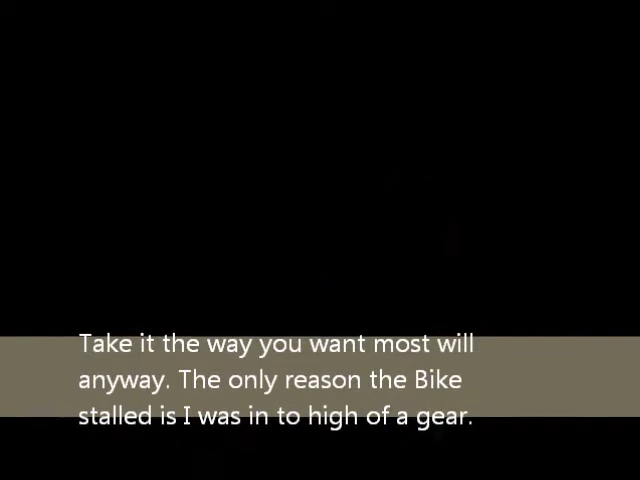 Take it the way you want most will
anyway. The only reason the Bike
stalled is I was in to high of a gear.